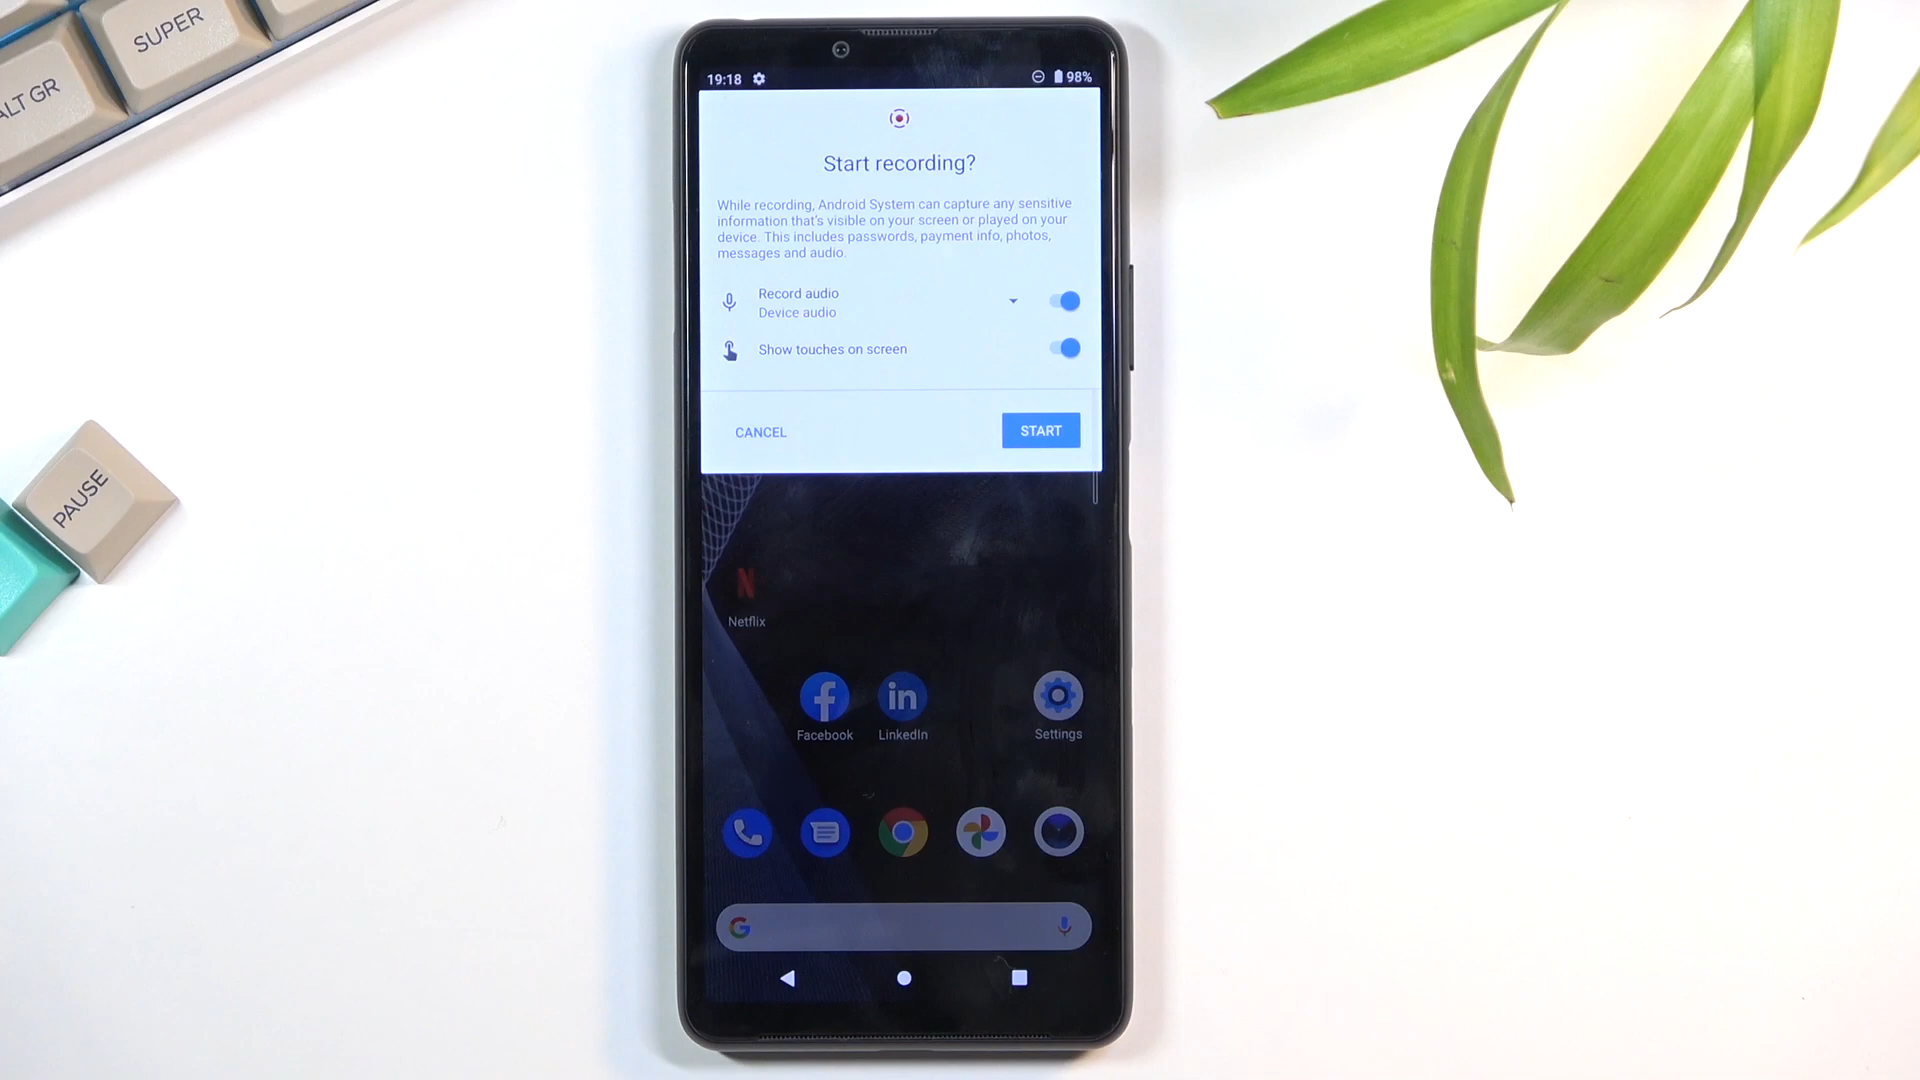 SUPER
ALT GR
PAUSE
19:18
98%
Start recording?
While recording, Android System can capture any sensitive
information that's visible on your screen or played on your
device. This includes passwords, payment info, photos,
messages and audio.
Record audio
Device audio
Show touches on screen
CANCEL
START
N
Netflix
f
in
Facebook
LinkedIn
Settings
G